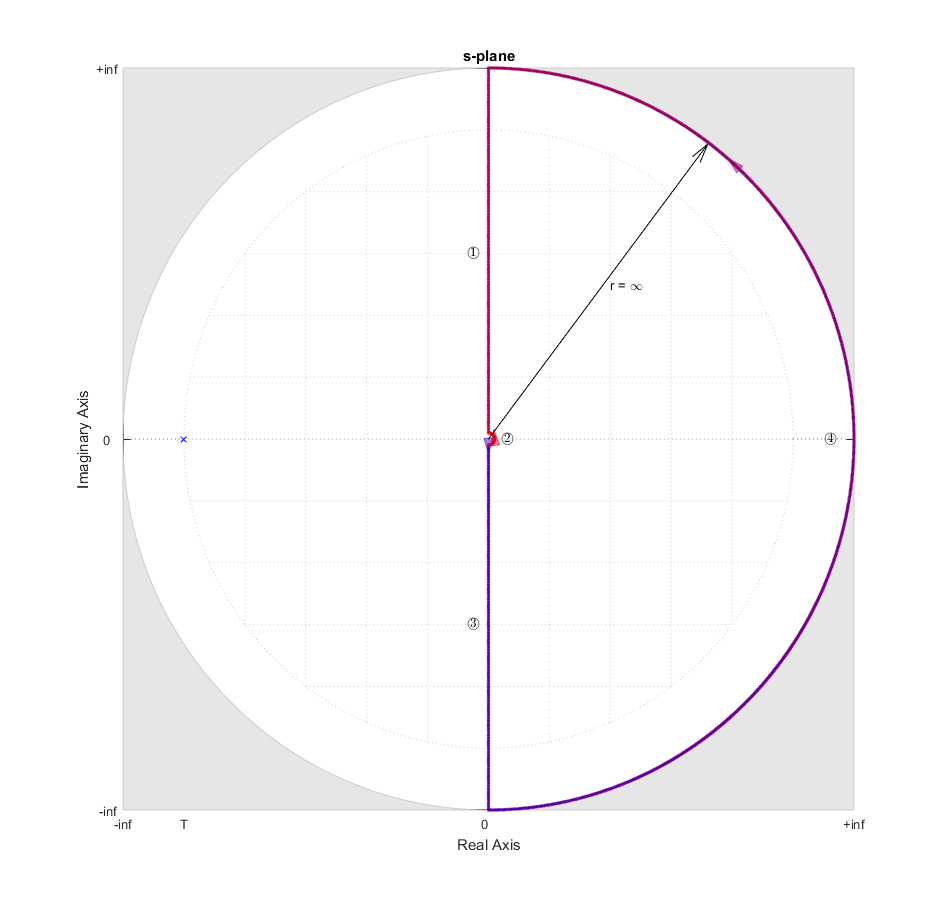 s-plane
+inf
①
r = ∞
Imaginary Axis
0
②
④
③
-inf
-inf
T
0
+inf
Real Axis